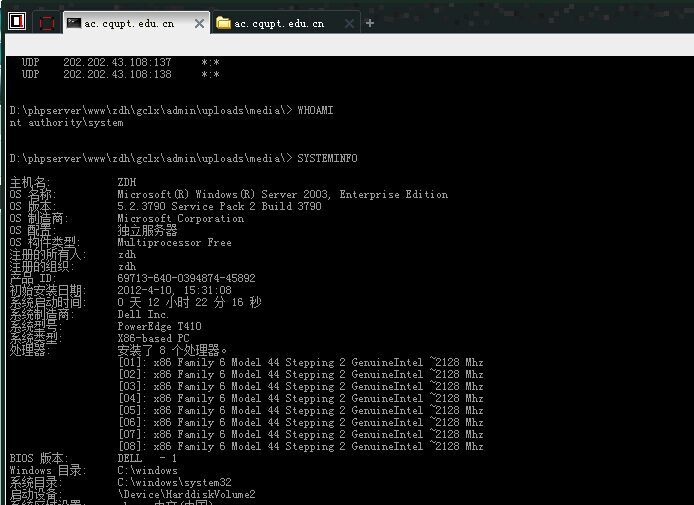 ac.cqupt.edu.cn
ac.cqupt.edu.cn
UDP 202.202.43.108:137 *:*
UDP 202.202.43.108:138 *:*
D:\phpserver\www\zdh\gclx\admin\uploads\media\> WHOAMI
nt authority\system
D:\phpserver\www\zdh\gclx\admin\uploads\media\> SYSTEMINFO
主机名: ZDH
OS 名称: Microsoft(R) Windows(R) Server 2003, Enterprise Edition
OS 版本: 5.2.3790 Service Pack 2 Build 3790
OS 制造商: Microsoft Corporation
OS 配置: 独立服务器
OS 构件类型: Multiprocessor Free
注册的所有人: zdh
注册的组织: zdh
产品 ID: 69713-640-0394874-45892
初始安装日期: 2012-4-10, 15:31:08
系统启动时间: 0 天 12 小时 22 分 16 秒
系统制造商: Dell Inc.
系统型号: PowerEdge T410
系统类型: X86-based PC
处理器: 安装了 8 个处理器。
[01]: x86 Family 6 Model 44 Stepping 2 GenuineIntel ~2128 Mhz
[02]: x86 Family 6 Model 44 Stepping 2 GenuineIntel ~2128 Mhz
[03]: x86 Family 6 Model 44 Stepping 2 GenuineIntel ~2128 Mhz
[04]: x86 Family 6 Model 44 Stepping 2 GenuineIntel ~2128 Mhz
[05]: x86 Family 6 Model 44 Stepping 2 GenuineIntel ~2128 Mhz
[06]: x86 Family 6 Model 44 Stepping 2 GenuineIntel ~2128 Mhz
[07]: x86 Family 6 Model 44 Stepping 2 GenuineIntel ~2128 Mhz
[08]: x86 Family 6 Model 44 Stepping 2 GenuineIntel ~2128 Mhz
BIOS 版本: DELL - 1
Windows 目录: C:\windows
系统目录: C:\windows\system32
启动设备: \Device\HarddiskVolume2